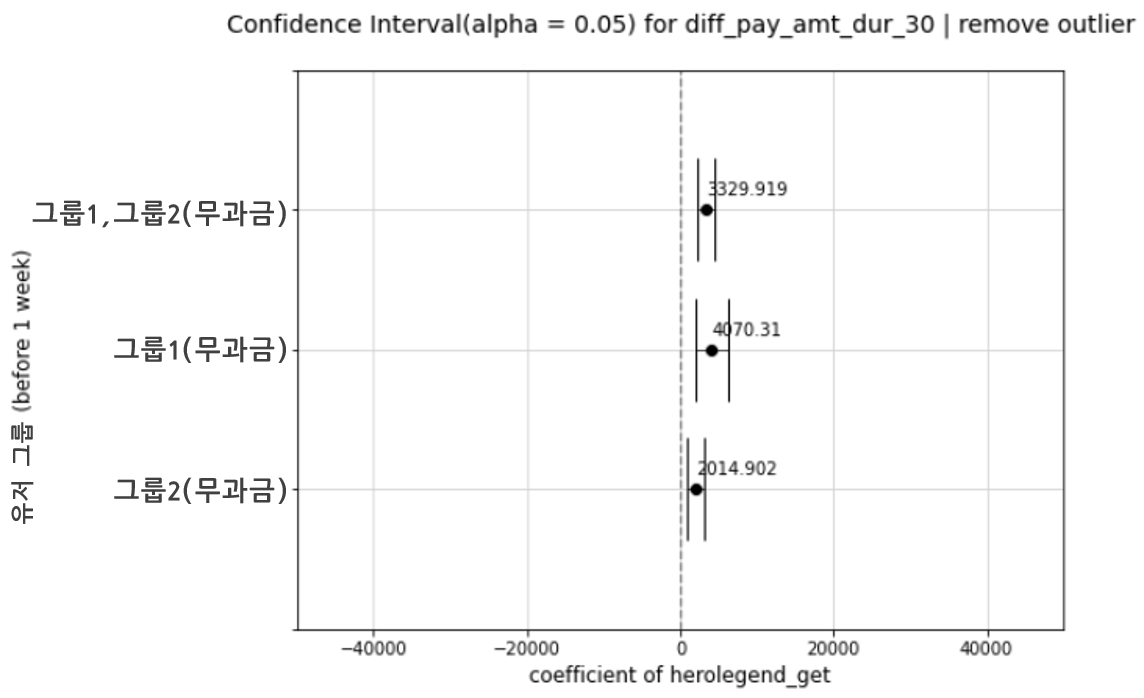 Confidence Interval(alpha = 0.05) for diff_pay_amt_dur_30 | remove outlier
유저 그룹 (before 1 week)
그룹1,그룹2(무과금)
3329.919
그룹1(무과금)
4070.31
그룹2(무과금)
2014.902
−40000 −20000 0 20000 40000
coefficient of herolegend_get